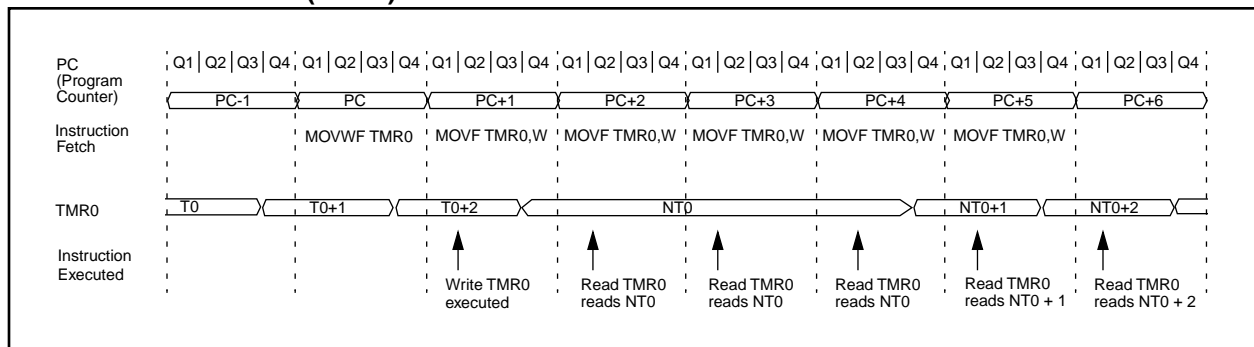 PC
(Program
Counter)
Q1 Q2 Q3 Q4 Q1 Q2 Q3 Q4 Q1 Q2 Q3 Q4 Q1 Q2 Q3 Q4 Q1 Q2 Q3 Q4 Q1 Q2 Q3 Q4 Q1 Q2 Q3 Q4 Q1 Q2 Q3 Q4
PC-1 PC PC+1 PC+2 PC+3 PC+4 PC+5 PC+6
Instruction
Fetch
MOVWF TMR0 MOVF TMR0,W MOVF TMR0,W MOVF TMR0,W MOVF TMR0,W MOVF TMR0,W
TMR0
T0 T0+1 T0+2 NT0 NT0+1 NT0+2
Instruction
Executed
Write TMR0
executed
Read TMR0
reads NT0
Read TMR0
reads NT0
Read TMR0
reads NT0
Read TMR0
reads NT0 + 1
Read TMR0
reads NT0 + 2